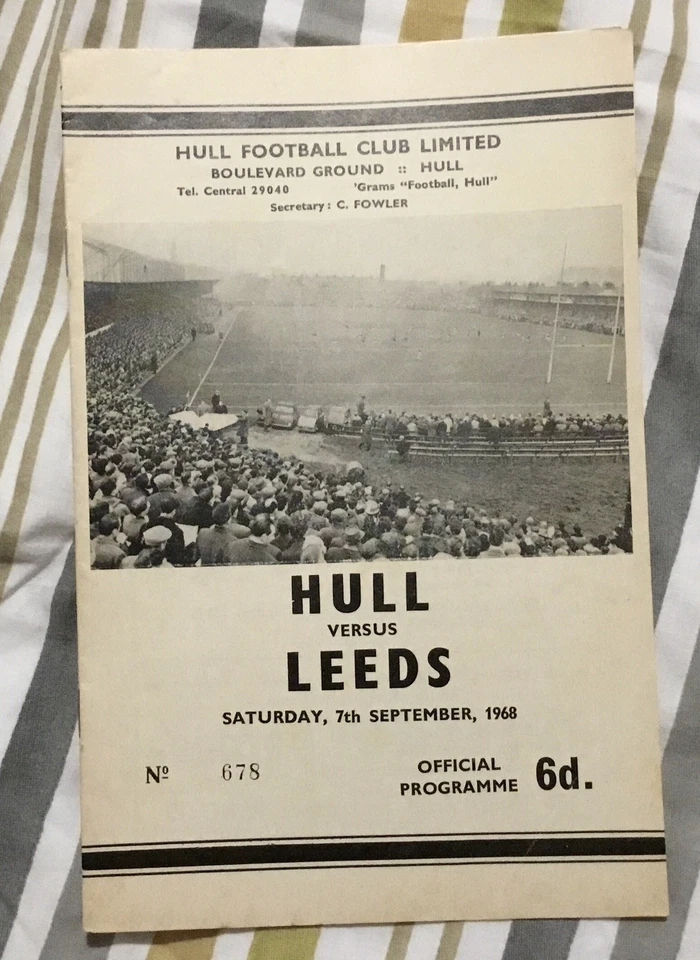 HULL FOOTBALL CLUB LIMITED
BOULEVARD GROUND :: HULL
Tel. Central 29040 'Grams "Football, Hull"
Secretary: C. FOWLER
HULL
VERSUS
LEEDS
SATURDAY, 7th SEPTEMBER, 1968
Nº 678
OFFICIAL
PROGRAMME 6d.